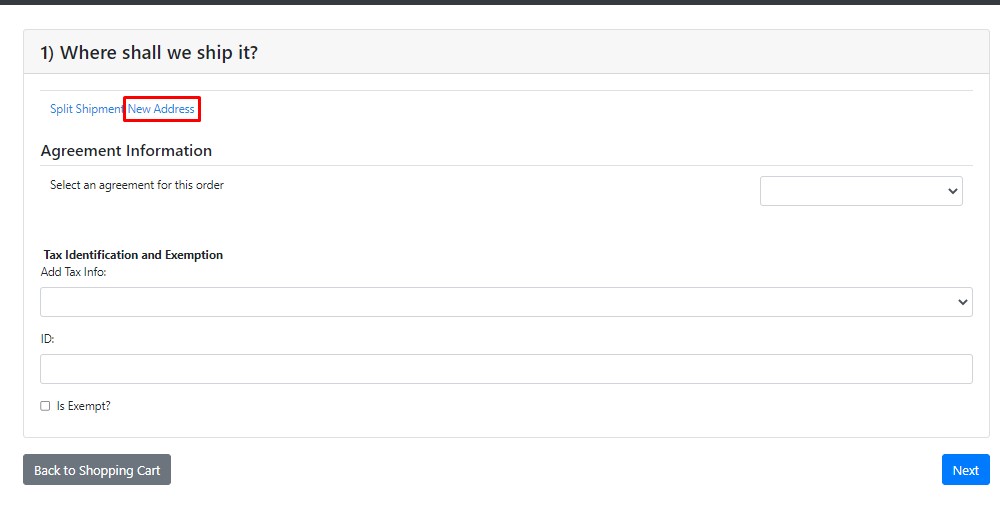 1) Where shall we ship it?
Split Shipment New Address
Agreement Information
Select an agreement for this order
Tax Identification and Exemption
Add Tax Info:
ID:
Is Exempt?
Back to Shopping Cart
Next